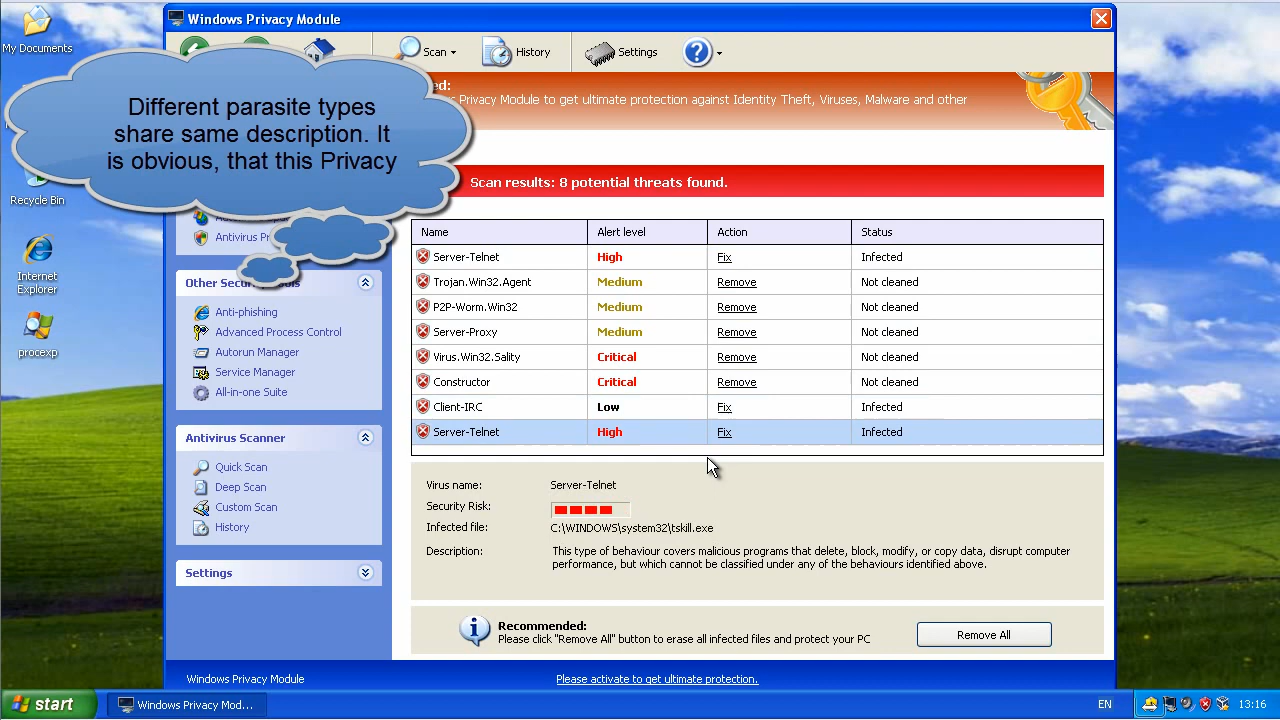 Windows Privacy Module
My Documents
Scan
History
Settings
Privacy Module to get ultimate protection against Identity Theft, Viruses, Malware and other
Different parasite types
share same description. It
is obvious, that this Privacy
Scan results: 8 potential threats found.
Recycle Bin
Internet
Explorer
procexp
Other
Anti-phishing
Advanced Process Control
Autorun Manager
Service Manager
All-in-one Suite
Antivirus Scanner
Quick Scan
Deep Scan
Custom Scan
History
Settings
Name Alert level Action Status
Server-Telnet High Fix Infected
Trojan.Win32.Agent Medium Remove Not cleaned
P2P-Worm.Win32 Medium Remove Not cleaned
Server-Proxy Medium Remove Not cleaned
Virus.Win32.Sality Critical Remove Not cleaned
Constructor Critical Remove Not cleaned
Client-IRC Low Fix Infected
Server-Telnet High Fix Infected
Virus name: Server-Telnet
Security Risk:
Infected file: C:\WINDOWS\system32\tskill.exe
Description: This type of behaviour covers malicious programs that delete, block, modify, or copy data, disrupt computer
performance, but which cannot be classified under any of the behaviors identified above.
Recommended:
Please click "Remove All" button to erase all infected files and protect your PC
Remove All
Windows Privacy Module
Please activate to get ultimate protection.
start
Windows Privacy Mod...
EN
13:16